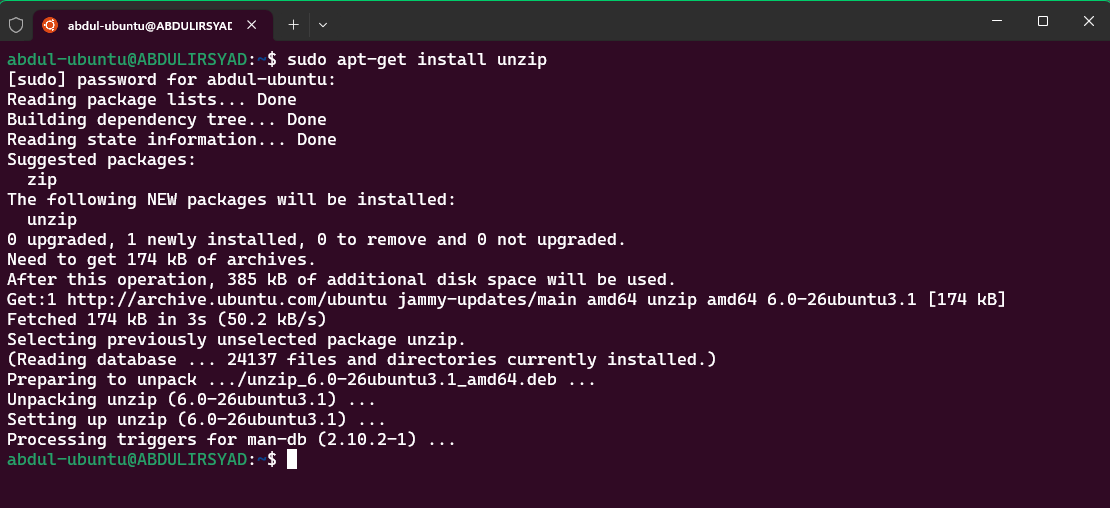 abdul-ubuntu@ABDULIRSYAD
abdul-ubuntu@ABDULIRSYAD:~$ sudo apt-get install unzip
[sudo] password for abdul-ubuntu:
Reading package lists... Done
Building dependency tree... Done
Reading state information... Done
Suggested packages:
  zip
The following NEW packages will be installed:
  unzip
0 upgraded, 1 newly installed, 0 to remove and 0 not upgraded.
Need to get 174 kB of archives.
After this operation, 385 kB of additional disk space will be used.
Get:1 http://archive.ubuntu.com/ubuntu jammy-updates/main amd64 unzip amd64 6.0-26ubuntu3.1 [174 kB]
Fetched 174 kB in 3s (50.2 kB/s)
Selecting previously unselected package unzip.
(Reading database ... 24137 files and directories currently installed.)
Preparing to unpack .../unzip_6.0-26ubuntu3.1_amd64.deb ...
Unpacking unzip (6.0-26ubuntu3.1) ...
Setting up unzip (6.0-26ubuntu3.1) ...
Processing triggers for man-db (2.10.2-1) ...
abdul-ubuntu@ABDULIRSYAD:~$